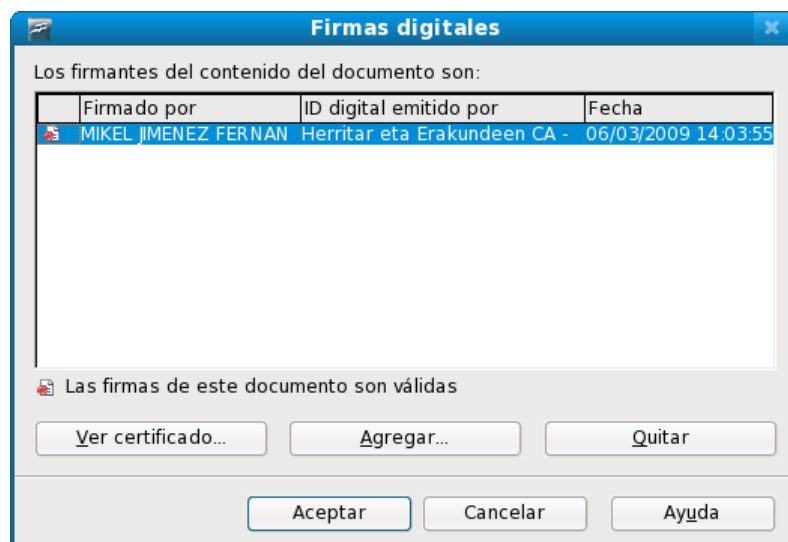 Firmas digitales
Los firmantes del contenido del documento son:
Firmado por ID digital emitido por Fecha
MIKEL JIMENEZ FERNAN Herritar eta Erakundeen CA - 06/03/2009 14:03:55
Las firmas de este documento son válidas
Ver certificado... Agregar... Quitar
Aceptar Cancelar Ayuda